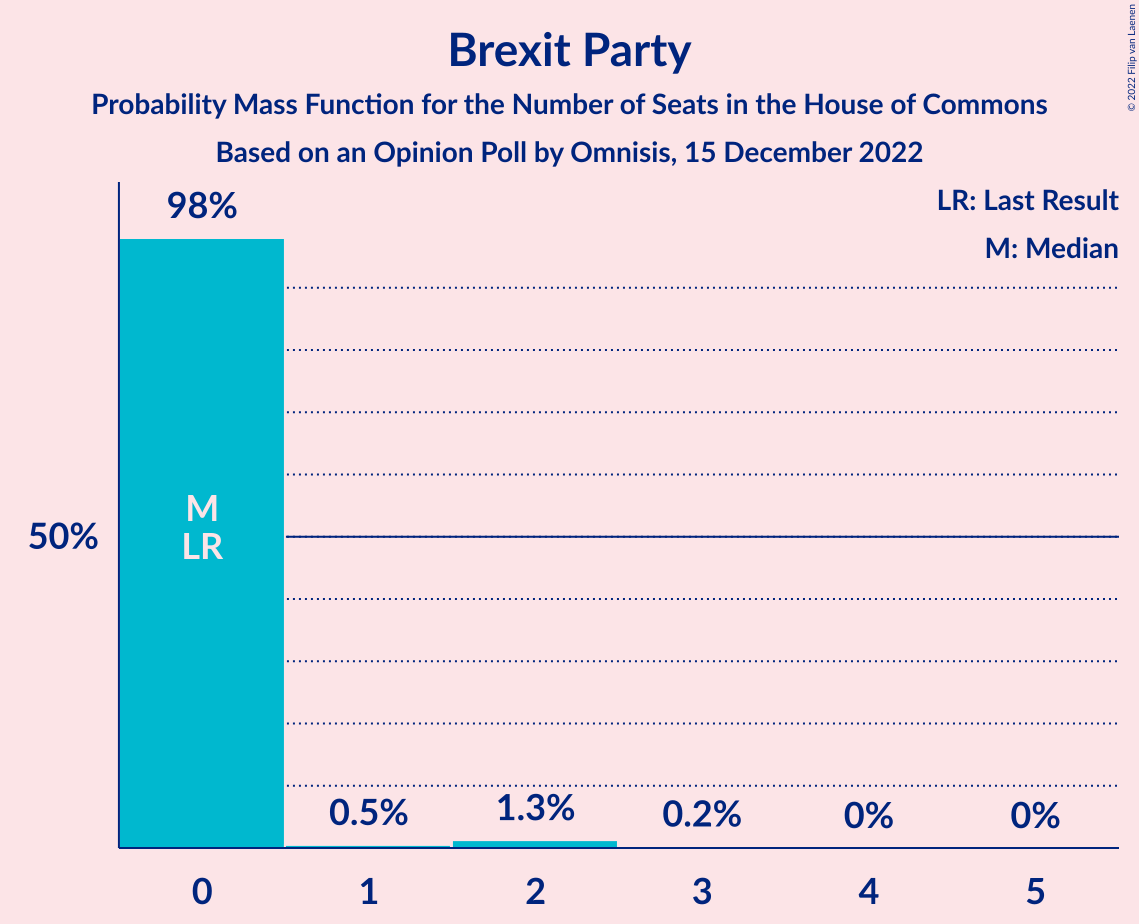 Brexit Party
Probability Mass Function for the Number of Seats in the House of Commons
Based on an Opinion Poll by Omnisis, 15 December 2022
© 2022 Filip van Laenen
LR: Last Result
M: Median
98%
M
LR
50%
0.5%
1.3%
0.2%
0%
0%
0
1
2
3
4
5